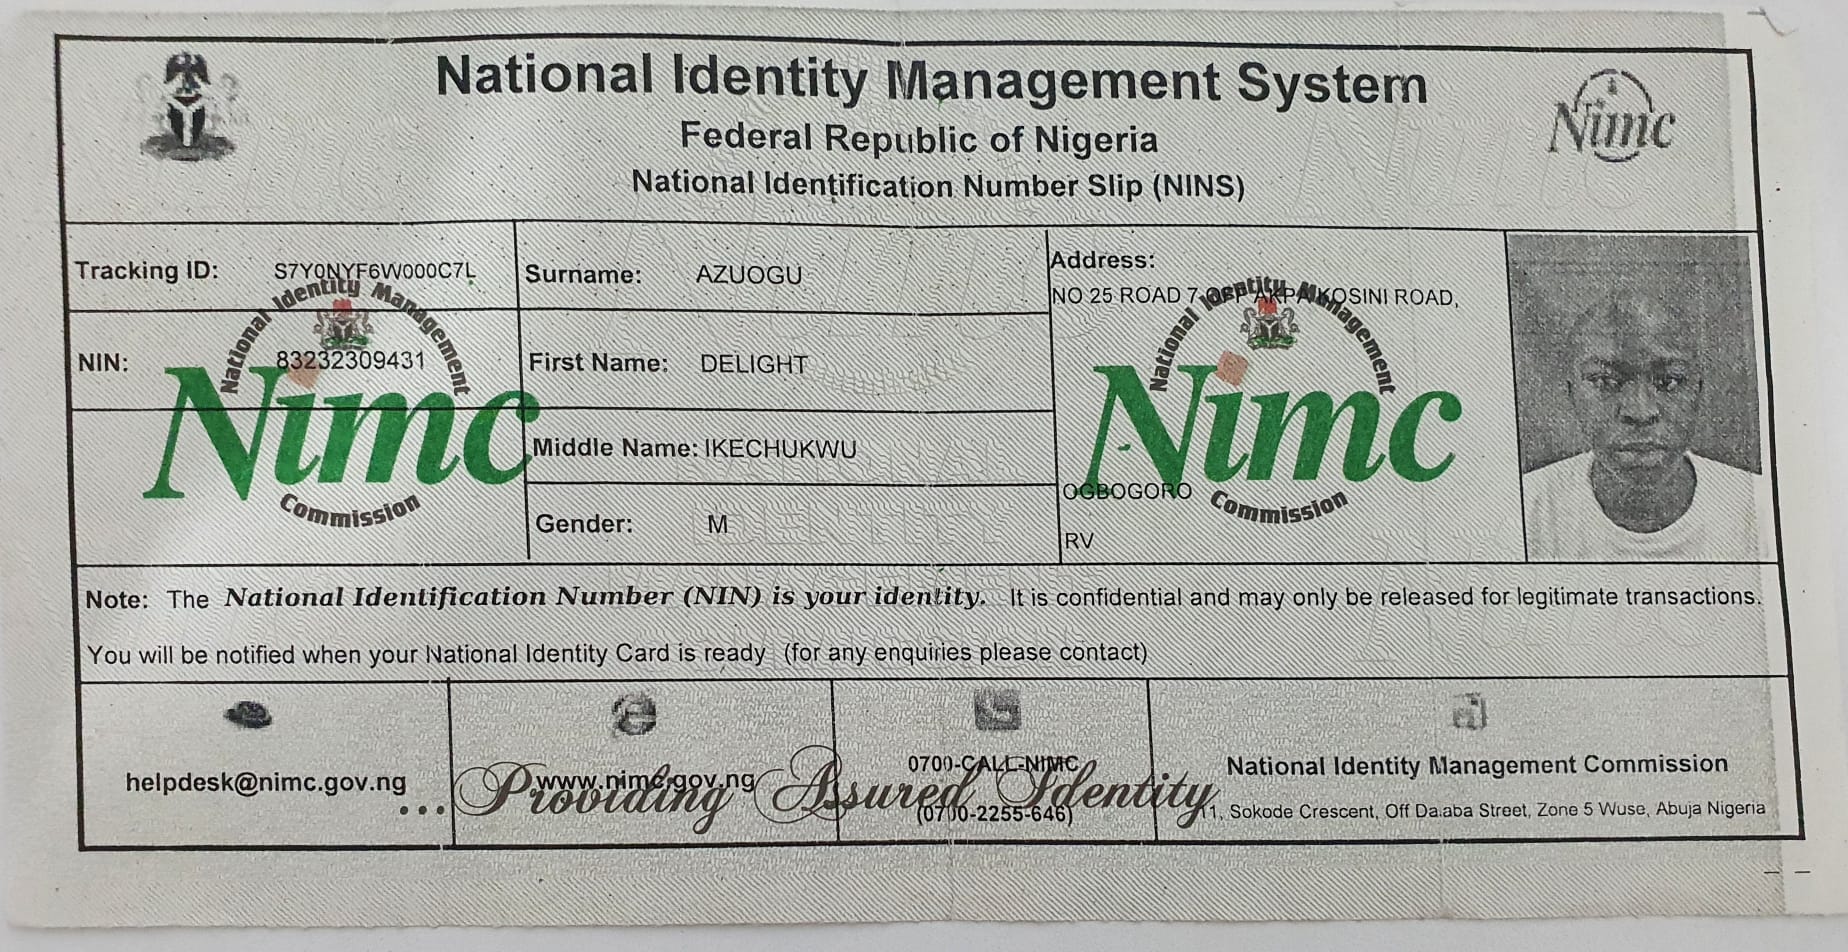 National Identity Management System
Federal Republic of Nigeria
National Identification Number Slip (NINS)
Nimc
Tracking ID: S7Y0NYF6W000C7L
Surname: AZUOGU
Address:
NO 25 ROAD 7 OFF AKPAJKOSINI ROAD,
NIN: 83232309431
First Name: DELIGHT
Middle Name: IKECHUKWU
OGBOGORO
Gender: M
RV
National Identity Management
Nimc
Commission
National Identity Management
Nimc
Commission
Note: The National Identification Number (NIN) is your identity. It is confidential and may only be released for legitimate transactions.
You will be notified when your National Identity Card is ready (for any enquiries please contact)
helpdesk@nimc.gov.ng
www.nimc.gov.ng
0700-CALL-NIMC
(0700-2255-646)
National Identity Management Commission
11, Sokode Crescent, Off Dalaba Street, Zone 5 Wuse, Abuja Nigeria
... Providing Assured Identity